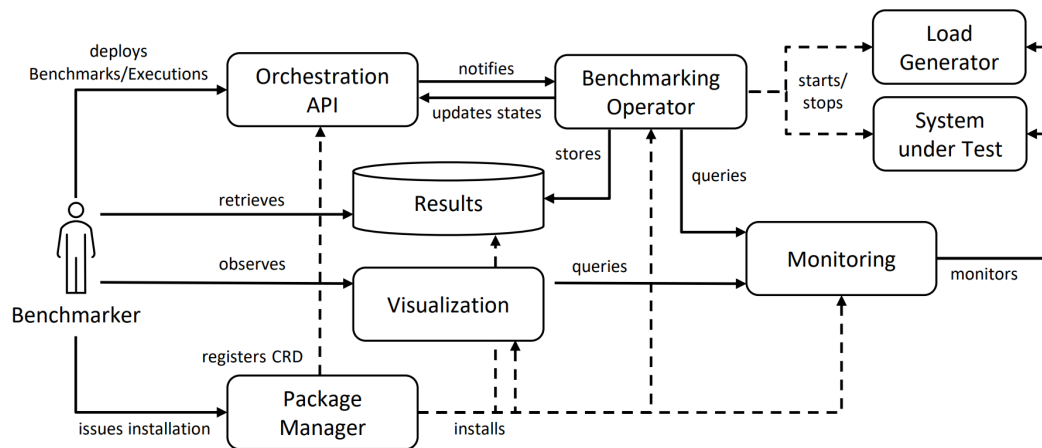 deploys
Benchmarks/Executions
Orchestration
API
notifies
updates states
Benchmarking
Operator
starts/
stops
Load
Generator
System
under Test
stores
queries
retrieves
Results
observes
Visualization
queries
Monitoring
monitors
Benchmarker
registers CRD
issues installation
Package
Manager
installs